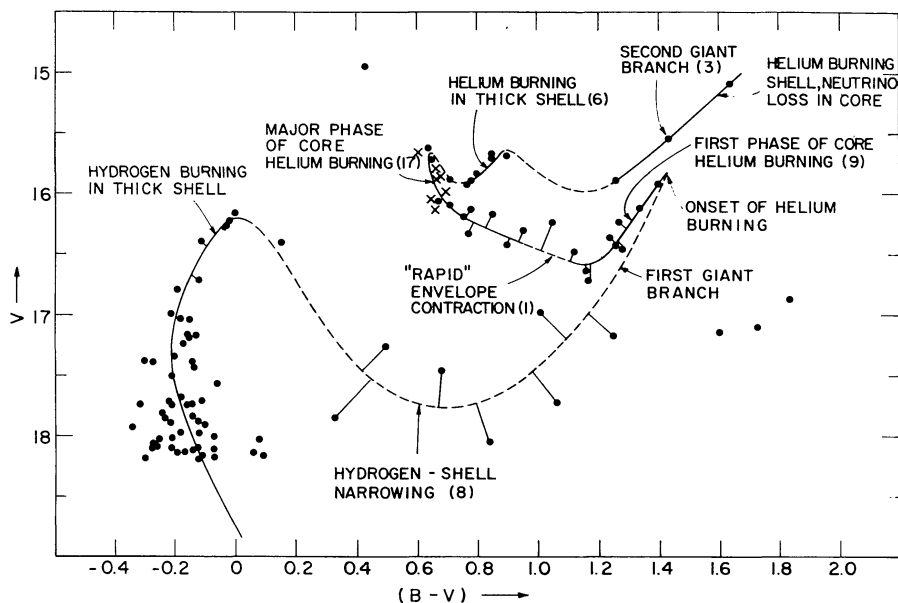 15
16
17
18
V
SECOND GIANT
BRANCH (3)
HELIUM BURNING
SHELL, NEUTRINO
LOSS IN CORE
HELIUM BURNING
IN THICK SHELL (6)
MAJOR PHASE
OF CORE
HELIUM BURNING (17)
FIRST PHASE OF CORE
HELIUM BURNING (9)
HYDROGEN BURNING
IN THICK SHELL
ONSET OF HELIUM
BURNING
"RAPID"
ENVELOPE
CONTRACTION (1)
FIRST GIANT
BRANCH
HYDROGEN - SHELL
NARROWING (8)
-0.4 -0.2 0 0.2 0.4 0.6 0.8 1.0 1.2 1.4 1.6 1.8 2.0
(B - V)